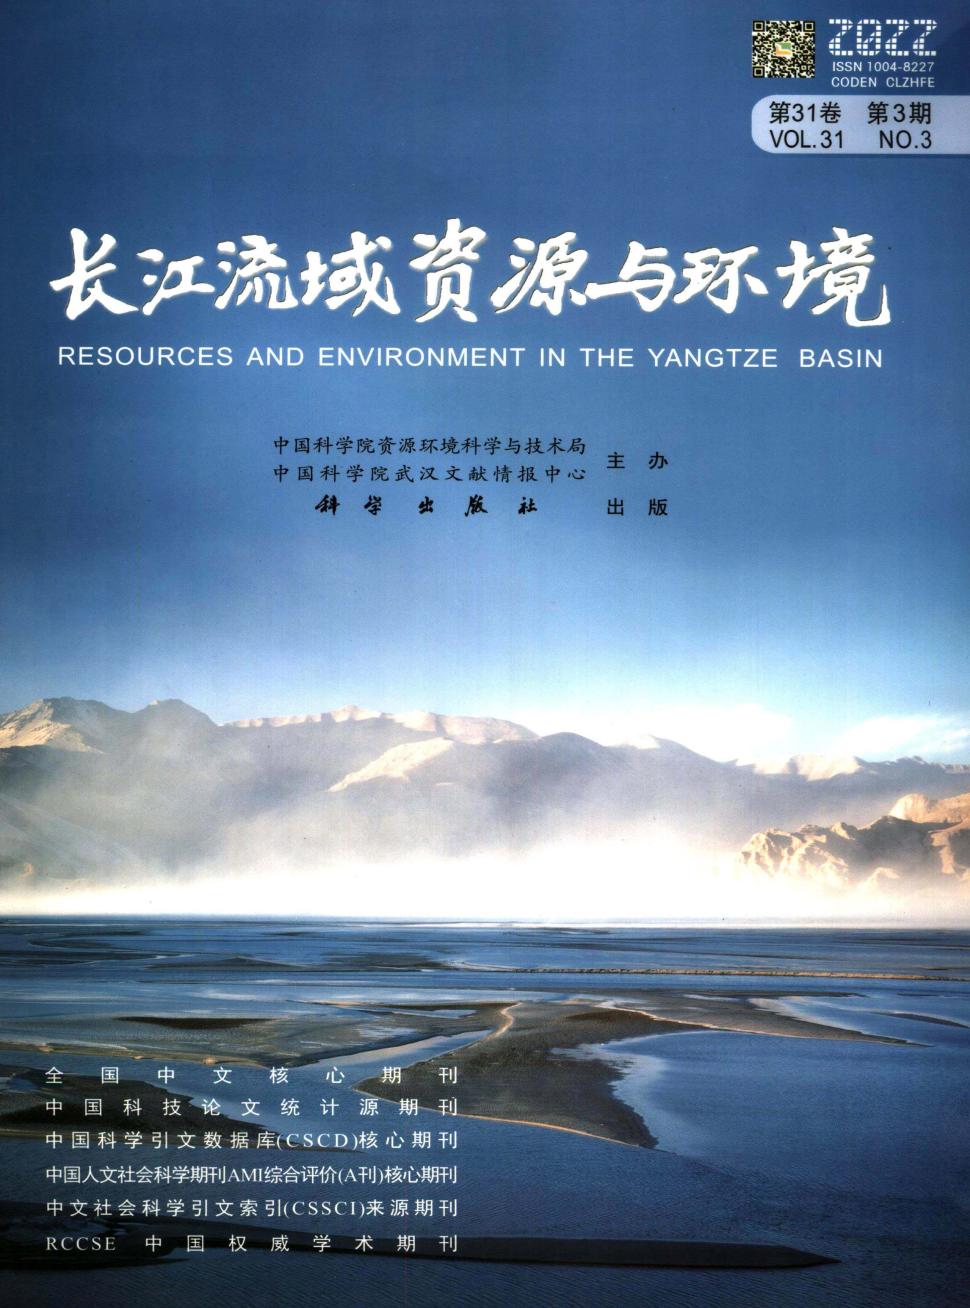 2022
ISSN 1004-8227
CODEN CLZHFE
第31卷 第3期
VOL.31 NO.3
长江流域资源与环境
RESOURCES AND ENVIRONMENT IN THE YANGTZE BASIN
中国科学院资源环境科学与技术局
中国科学院武汉文献情报中心
主办
科学出版社 出版
全国中文核心期刊
中国科技论文统计源期刊
中国科学引文数据库(CSCD)核心期刊
中国人文社会科学期刊AMI综合评价(A刊)核心期刊
中文社会科学引文索引(CSSCI)来源期刊
RCCSE 中国权威学术期刊